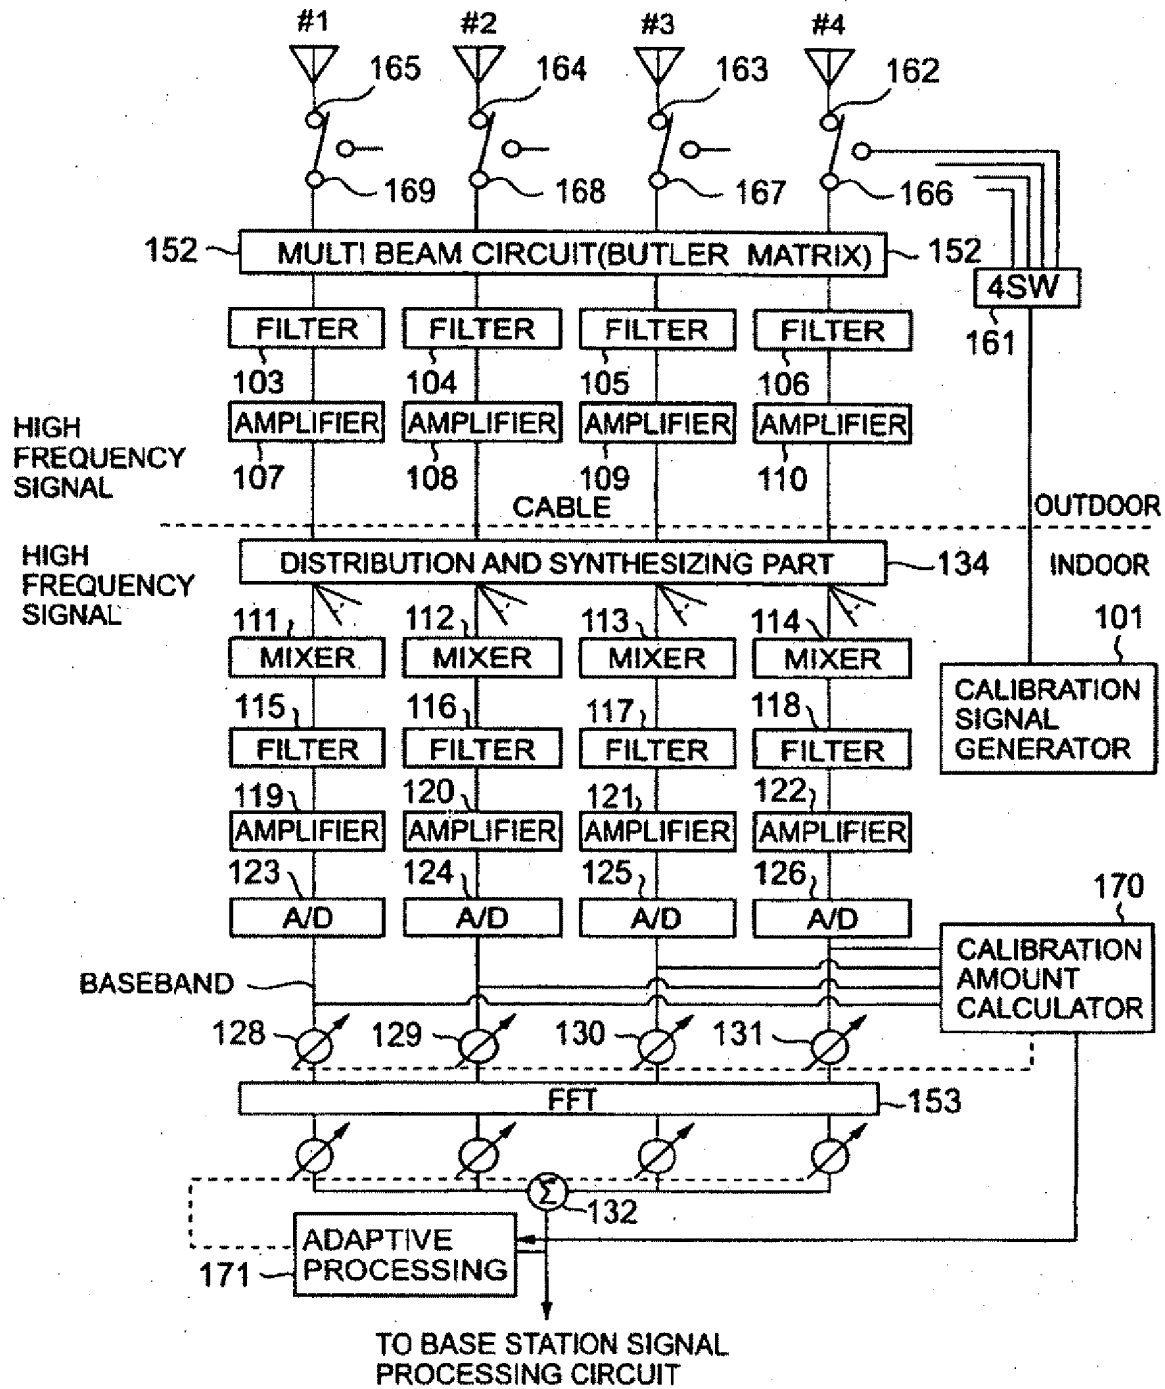 #1 #2 #3 #4
165 164 163 162
169 168 167 166
152 MULTI BEAM CIRCUIT(BUTLER MATRIX) 152
4SW
161
FILTER FILTER FILTER FILTER
103 104 105 106
AMPLIFIER AMPLIFIER AMPLIFIER AMPLIFIER
107 108 109 110
HIGH
FREQUENCY
SIGNAL
CABLE
OUTDOOR
HIGH
FREQUENCY
SIGNAL
DISTRIBUTION AND SYNTHESIZING PART
134
INDOOR
111 112 113 114
MIXER MIXER MIXER MIXER
101
CALIBRATION
SIGNAL
GENERATOR
115 116 117 118
FILTER FILTER FILTER FILTER
119 120 121 122
AMPLIFIER AMPLIFIER AMPLIFIER AMPLIFIER
123 124 125 126
A/D A/D A/D A/D
170
CALIBRATION
AMOUNT
CALCULATOR
BASEBAND
128 129 130 131
FFT
153
Σ
132
ADAPTIVE
PROCESSING
171
TO BASE STATION SIGNAL
PROCESSING CIRCUIT